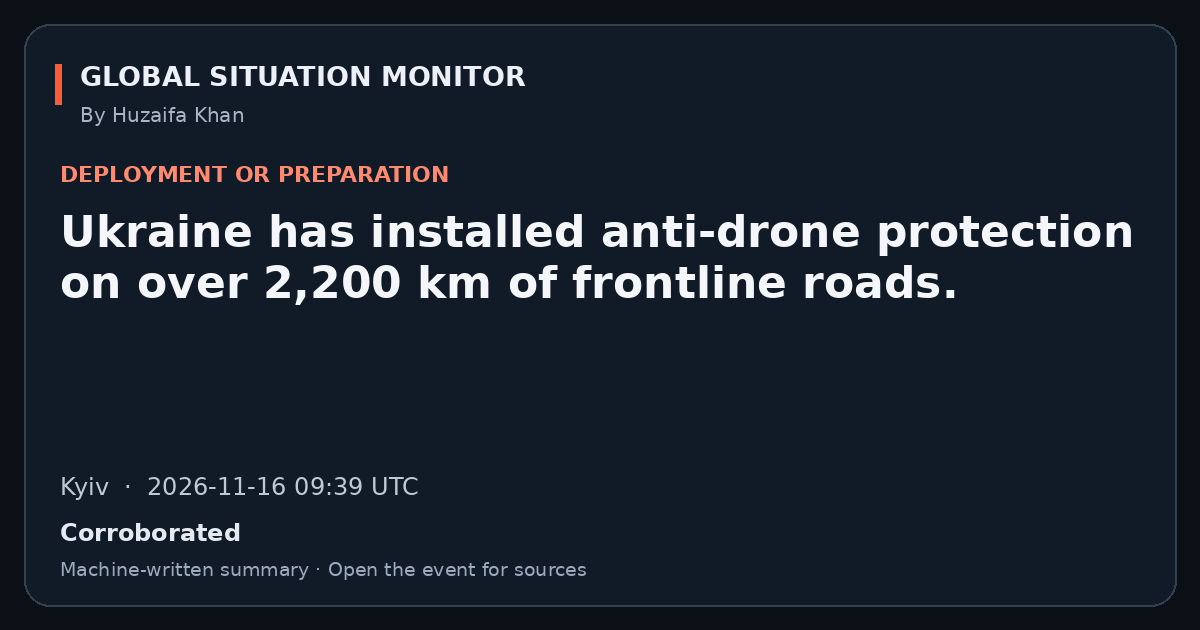 GLOBAL SITUATION MONITOR
By Huzaifa Khan
DEPLOYMENT OR PREPARATION
Ukraine has installed anti-drone protection
on over 2,200 km of frontline roads.
Kyiv · 2026-11-16 09:39 UTC
Corroborated
Machine-written summary · Open the event for sources